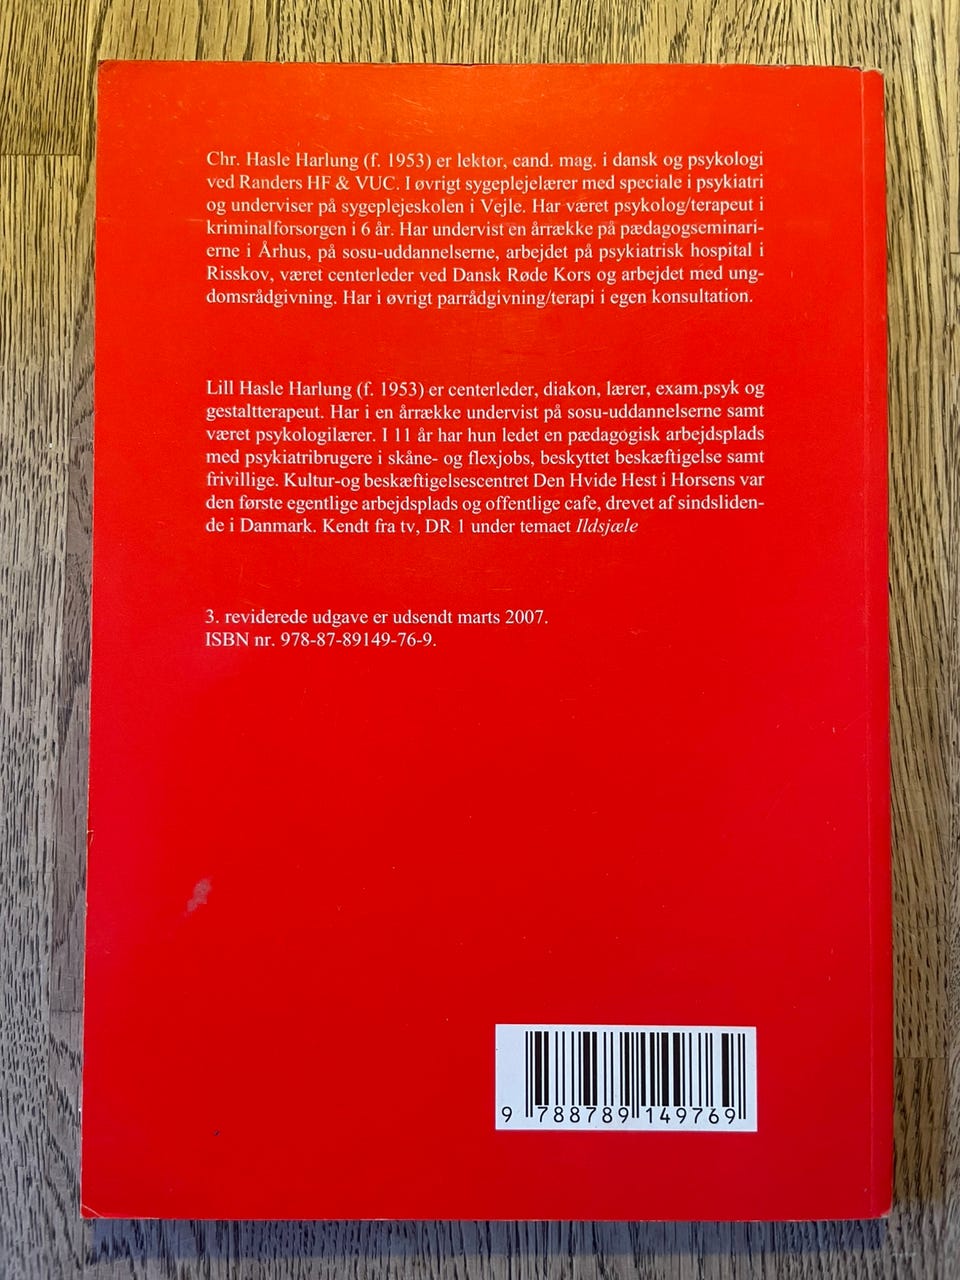 Chr. Hasle Harlung (f. 1953) er lektor, cand. mag. i dansk og psykologi
ved Randers HF & VUC. I øvrigt sygeplejelærer med speciale i psykiatri
og underviser på sygeplejeskolen i Vejle. Har været psykolog/terapeut i
kriminalforsorgen i 6 år. Har undervist en årrække på pædagogseminari-
erne i Århus, på sosu-uddannelserne, arbejdet på psykiatrisk hospital i
Risskov, været centerleder ved Dansk Røde Kors og arbejdet med ung-
domsrådgivning. Har i øvrigt parrådgivning/terapi i egen konsultation.
Lill Hasle Harlung (f. 1953) er centerleder, diakon, lærer, exam.psyk og
gestaltterapeut. Har i en årrække undervist på sosu-uddannelserne samt
været psykologilærer. I 11 år har hun ledet en pædagogisk arbejdsplads
med psykiatribrugere i skåne- og flexjobs, beskyttet beskæftigelse samt
frivillige. Kultur-og beskæftigelsescentret Den Hvide Hest i Horsens var
den første egentlige arbejdsplads og offentlige cafe, drevet af sindsliden-
de i Danmark. Kendt fra tv, DR 1 under temaet Ildsjæle
3. reviderede udgave er udsendt marts 2007.
ISBN nr. 978-87-89149-76-9.
9 788789 149769